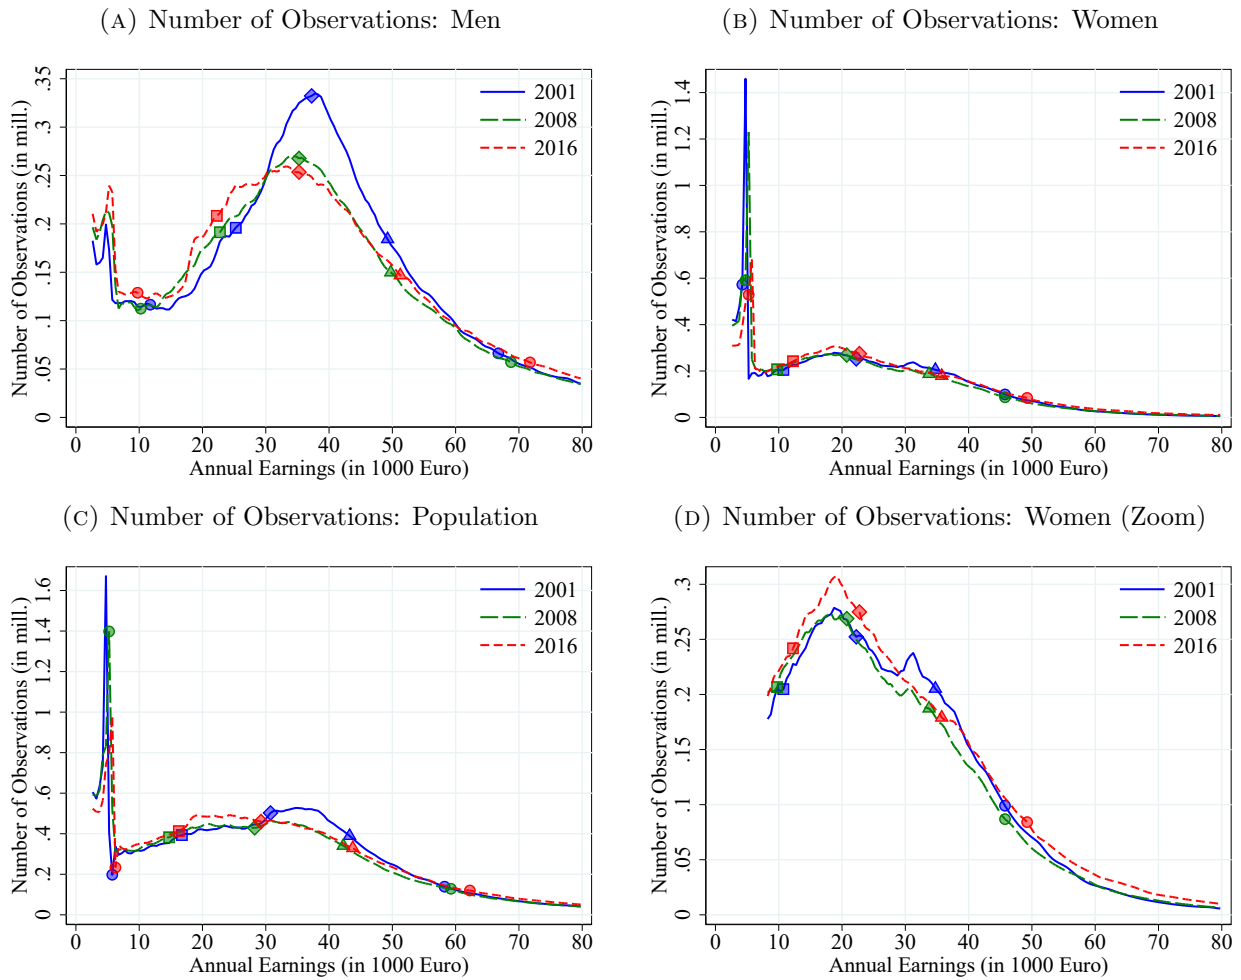 (A) Number of Observations: Men
Number of Observations (in mill.)
0 .05 .1 .15 .2 .25 .3 .35
2001
2008
2016
0 10 20 30 40 50 60 70 80
Annual Earnings (in 1000 Euro)
(B) Number of Observations: Women
Number of Observations (in mill.)
0 .2 .4 .6 .8 1 1.2 1.4
2001
2008
2016
0 10 20 30 40 50 60 70 80
Annual Earnings (in 1000 Euro)
(C) Number of Observations: Population
Number of Observations (in mill.)
0 .2 .4 .6 .8 1 1.2 1.4 1.6
2001
2008
2016
0 10 20 30 40 50 60 70 80
Annual Earnings (in 1000 Euro)
(D) Number of Observations: Women (Zoom)
Number of Observations (in mill.)
0 .05 .1 .15 .2 .25 .3
2001
2008
2016
0 10 20 30 40 50 60 70 80
Annual Earnings (in 1000 Euro)